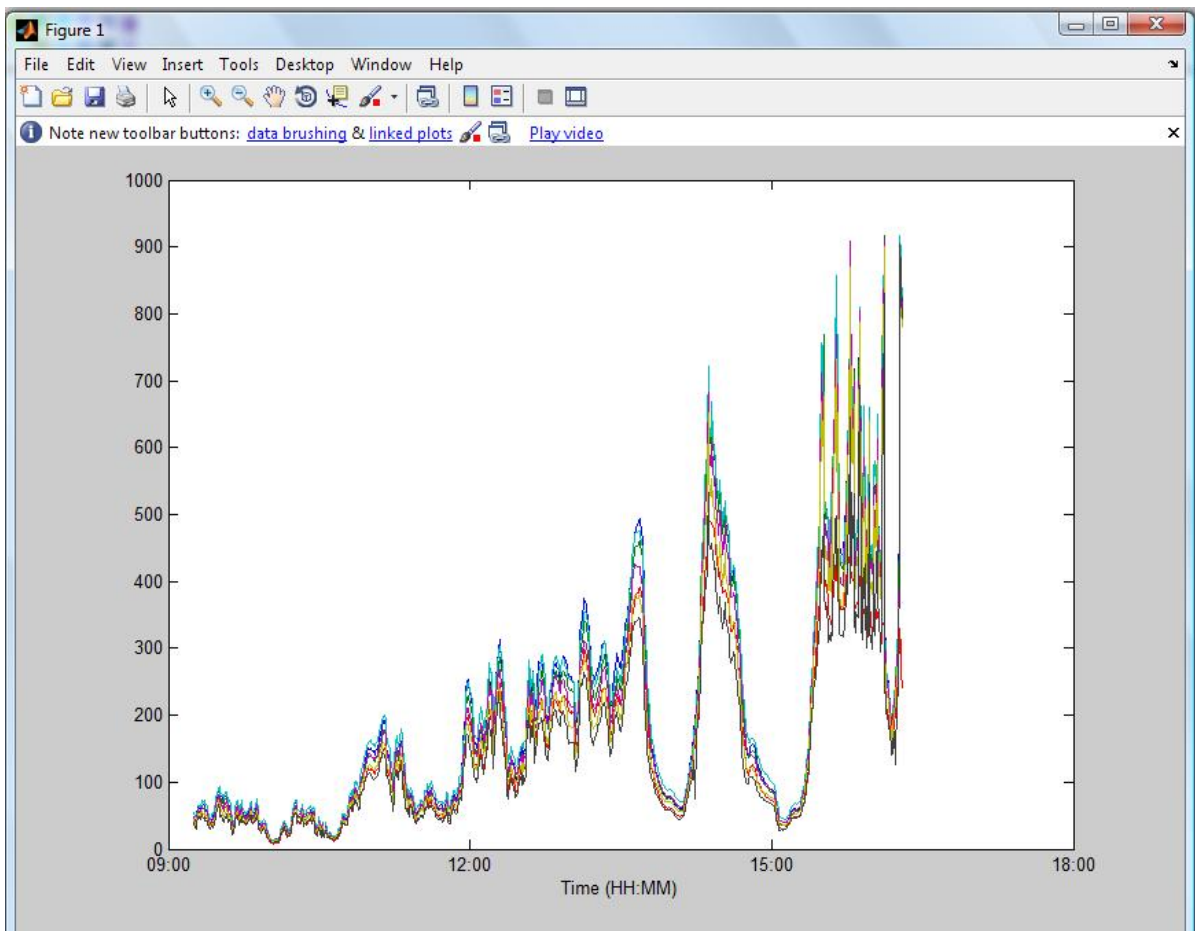 Figure 1
File Edit View Insert Tools Desktop Window Help
Note new toolbar buttons: data brushing & linked plots Play video
1000
900
800
700
600
500
400
300
200
100
0
09:00 12:00 15:00 18:00
Time (HH:MM)